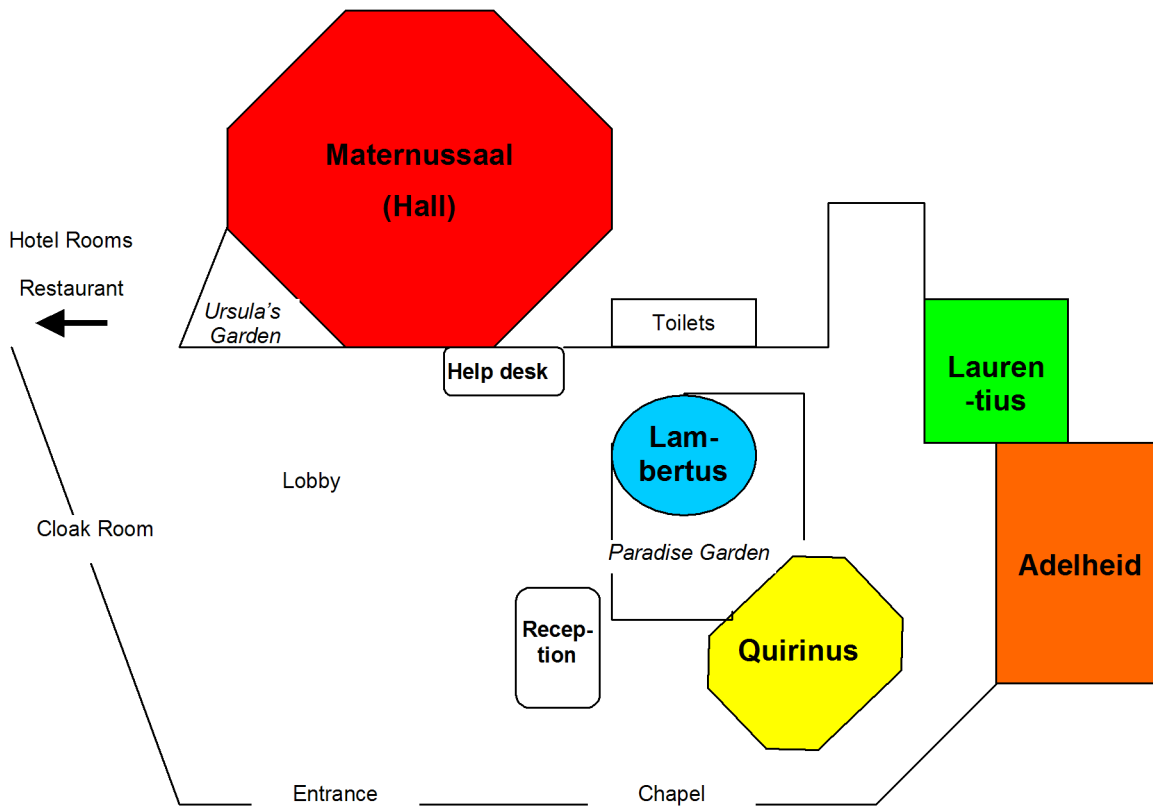 Maternussaal
(Hall)
Hotel Rooms
Restaurant
Ursula's
Garden
Toilets
Help desk
Lauren
-tius
Lam-
bertus
Lobby
Cloak Room
Paradise Garden
Adelheid
Recep-
tion
Quirinus
Entrance
Chapel